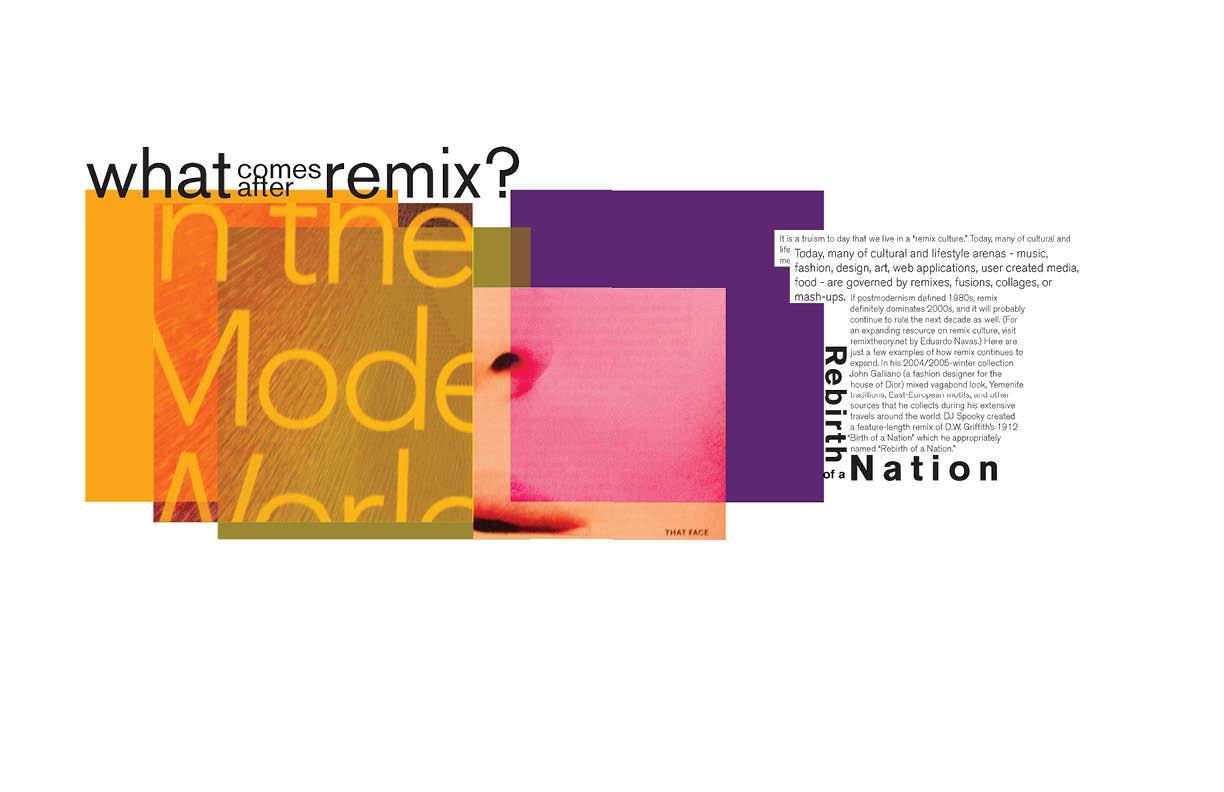 what comes after remix?
n the
Mode
World
THAT FACE
It is a truism to day that we live in a "remix culture." Today, many of cultural and
life
me
Today, many of cultural and lifestyle arenas - music,
fashion, design, art, web applications, user created media,
food - are governed by remixes, fusions, collages, or
mash-ups.
If postmodernism defined 1980s, remix
definitely dominates 2000s, and it will probably
continue to rule the next decade as well. (For
an expanding resource on remix culture, visit
remixtheory.net by Eduardo Navas.) Here are
just a few examples of how remix continues to
expand. In his 2004/2005-winter collection
John Galliano (a fashion designer for the
house of Dior) mixed vagabond look, Yemenite
traditions, East-European motifs, and other
sources that he collects during his extensive
travels around the world. DJ Spooky created
a feature-length remix of D.W. Griffith's 1912
"Birth of a Nation" which he appropriately
named "Rebirth of a Nation."
Rebirth
of a Nation